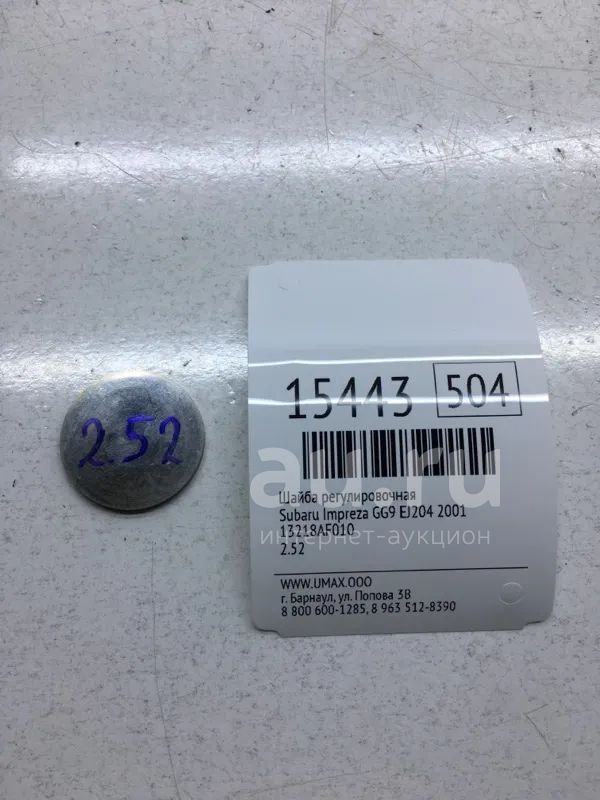 2.52
15443 504
Шайба регулировочная
Subaru Impreza GG9 EJ204 2001
13218AF010
2.52
WWW.UMAX.OOO
г. Барнаул, ул. Попова 3В
8 800 600-1285, 8 963 512-8390
au.ru
интернет-аукцион